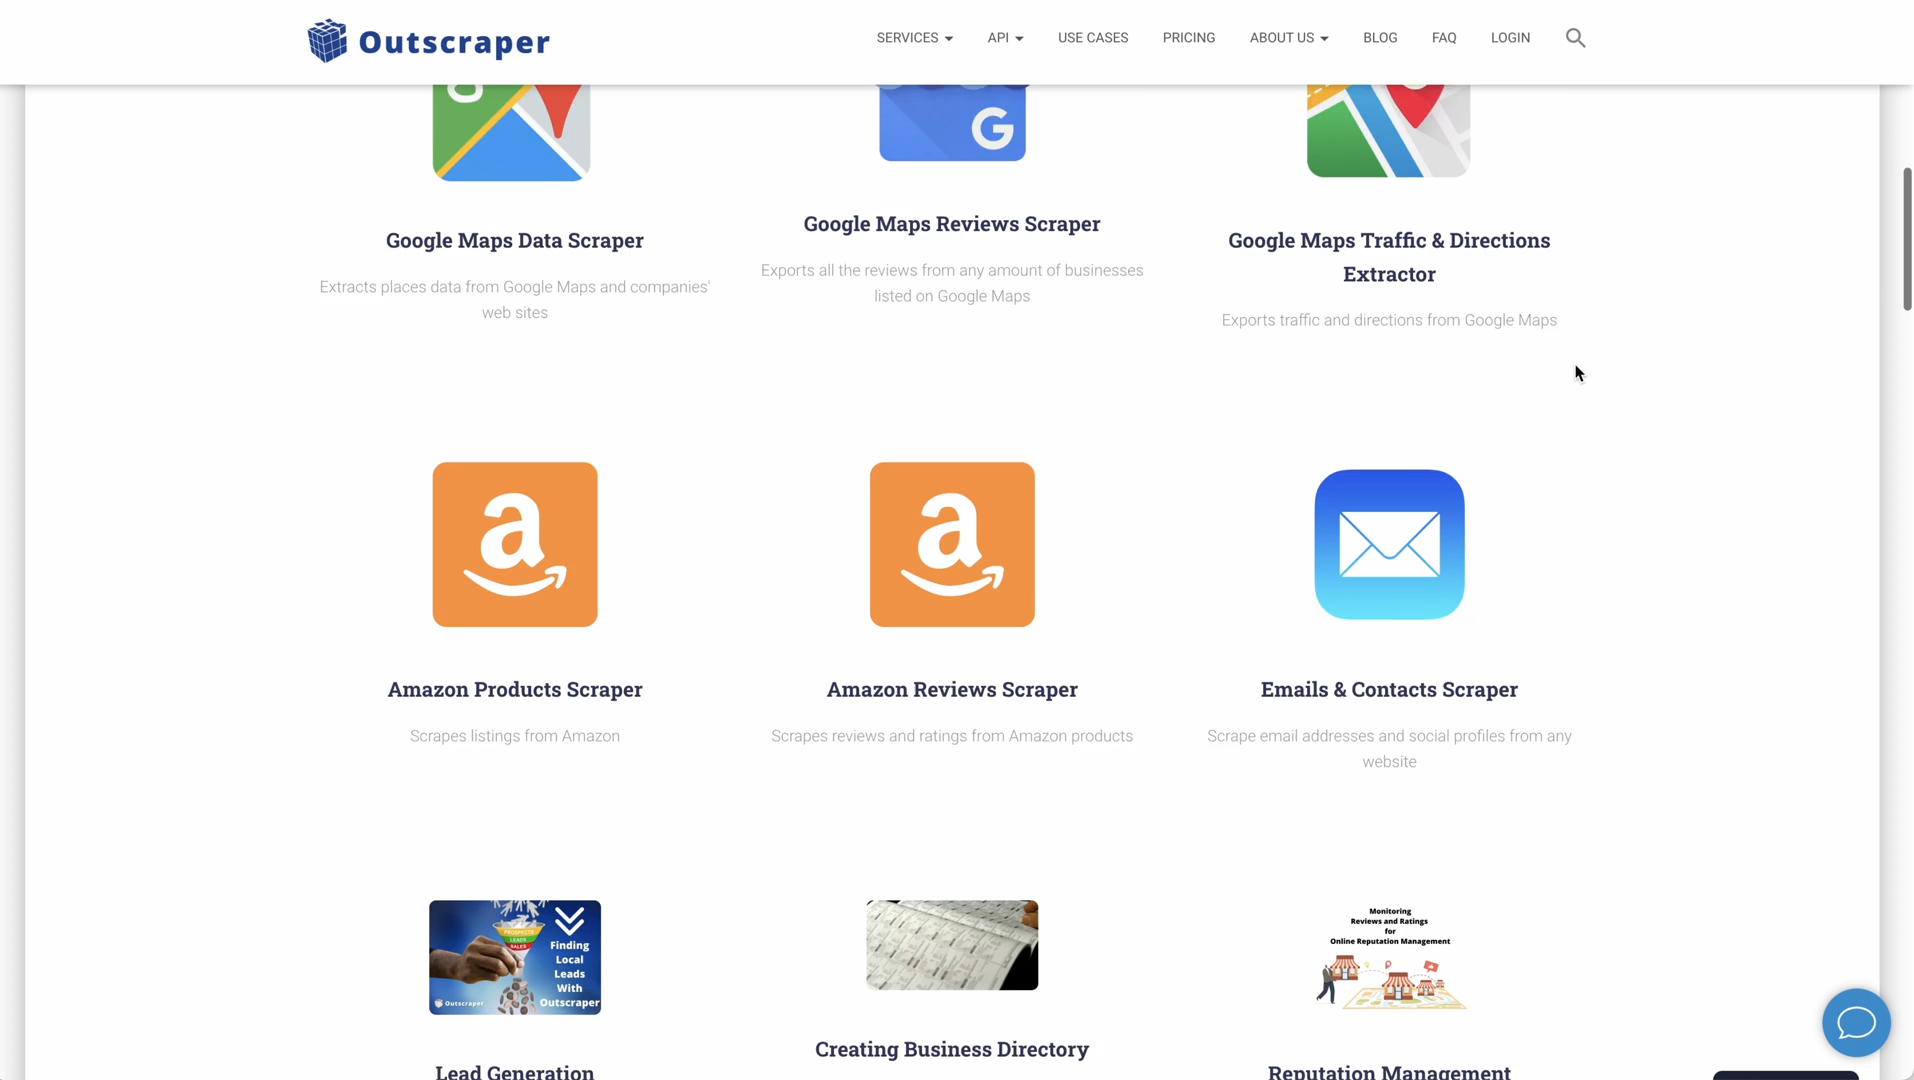 Outscraper
SERVICES
API
USE CASES
PRICING
ABOUT US
BLOG
FAQ
LOGIN
G
Google Maps Data Scraper
Extracts places data from Google Maps and companies'
web sites
Google Maps Reviews Scraper
Exports all the reviews from any amount of businesses
listed on Google Maps
Google Maps Traffic & Directions
Extractor
Exports traffic and directions from Google Maps
a
a
Amazon Products Scraper
Scrapes listings from Amazon
Amazon Reviews Scraper
Scrapes reviews and ratings from Amazon products
Emails & Contacts Scraper
Scrape email addresses and social profiles from any
website
PROSPECTS
LEADS
SALES
Finding
Local
Leads
With
Outscraper
Outscraper
Lead Generation
Creating Business Directory
Monitoring
Reviews and Ratings
for
Online Reputation Management
Reputation Management